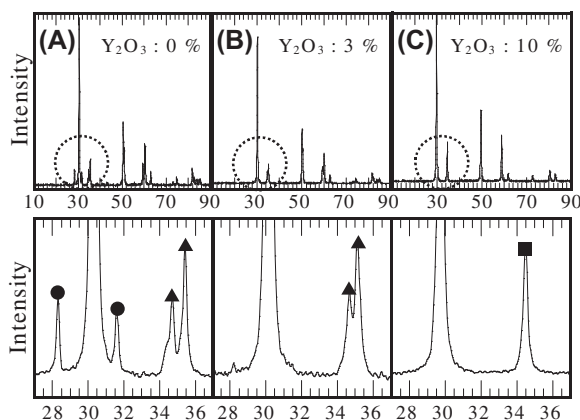 (A) Y₂O₃ : 0 %
(B) Y₂O₃ : 3 %
(C) Y₂O₃ : 10 %
Intensity
10 30 50 70 90
30 50 70 90
30 50 70 90
Intensity
28 30 32 34 36
28 30 32 34 36
28 30 32 34 36